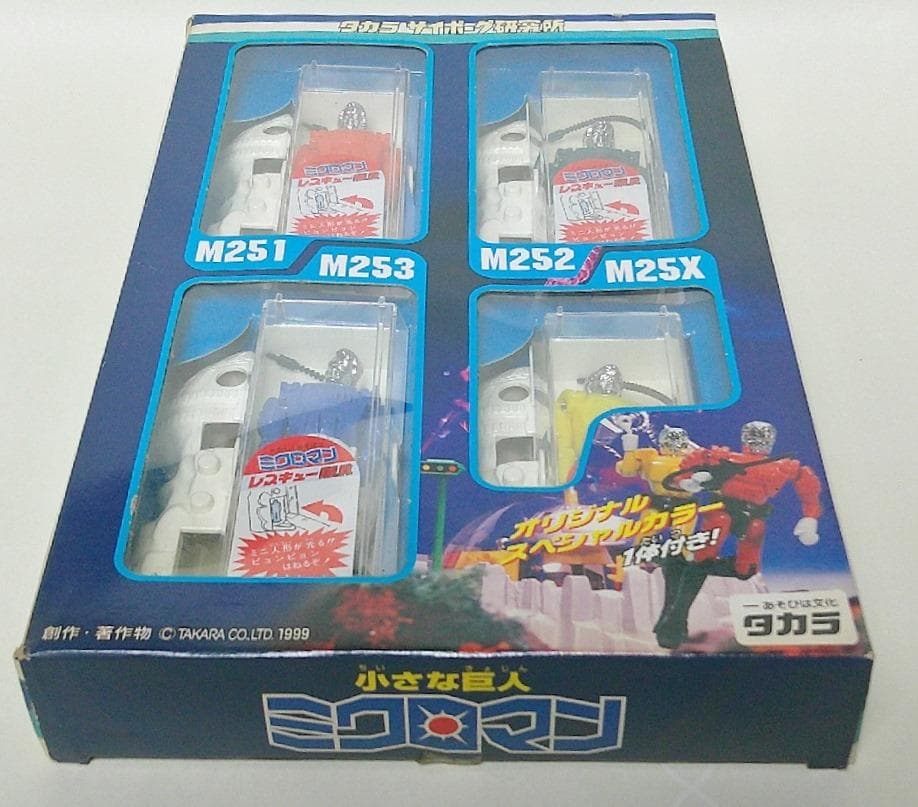 タカラ・サイボーグ研究所
ミクロマン
レスキュー隊員
ミクロマン
レスキュー隊員
M251
M252
M253
M25X
ミクロマン
レスキュー隊員
ミニ人形が光る!!
ピョンピョン
はねるぞ!
オリジナル
スペシャルカラー
1体付き!
創作・著作物 © TAKARA CO.,LTD. 1999
ーあそびは文化
タカラ
小さな巨人
ミクロマン